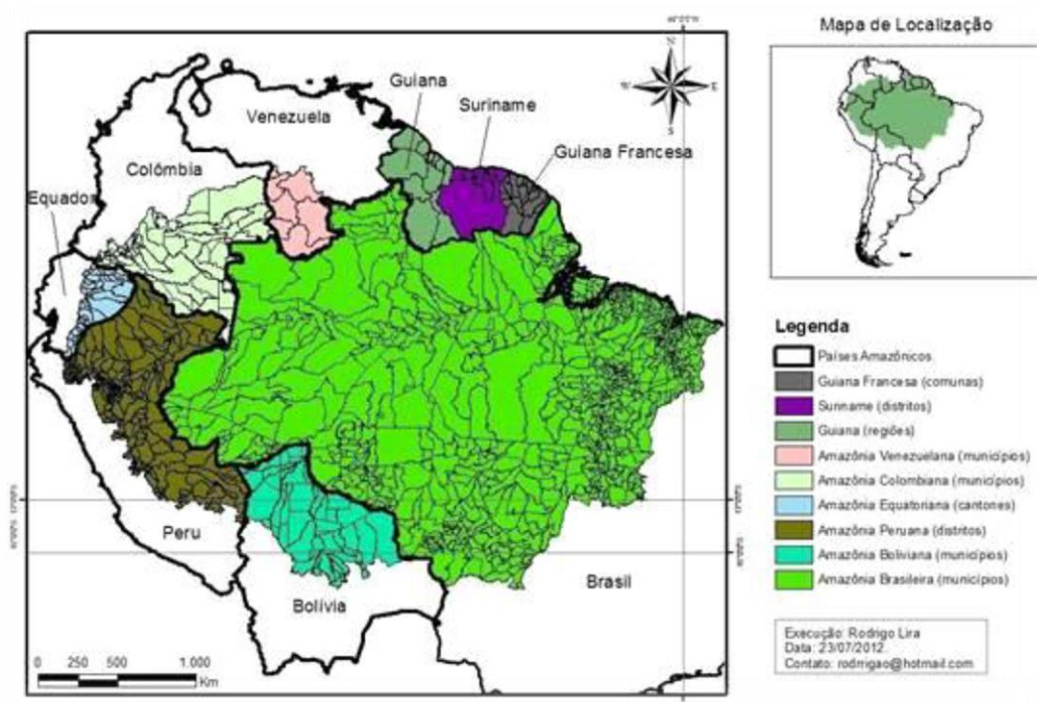 Mapa de Localização
N
W
E
S
Guiana
Suriname
Venezuela
Guiana Francesa
Colômbia
Equador
Peru
Brasil
Bolívia
0 250 500 1.000
Km
Legenda
Países Amazônicos
Guiana Francesa (comunas)
Suriname (distritos)
Guiana (regiões)
Amazônia Venezuelana (municípios)
Amazônia Colombiana (municípios)
Amazônia Equatoriana (cantones)
Amazônia Peruana (distritos)
Amazônia Boliviana (municípios)
Amazônia Brasileira (municípios)
Execução: Rodrigo Lira
Data: 23/07/2012.
Contato: rodrrigao@hotmail.com